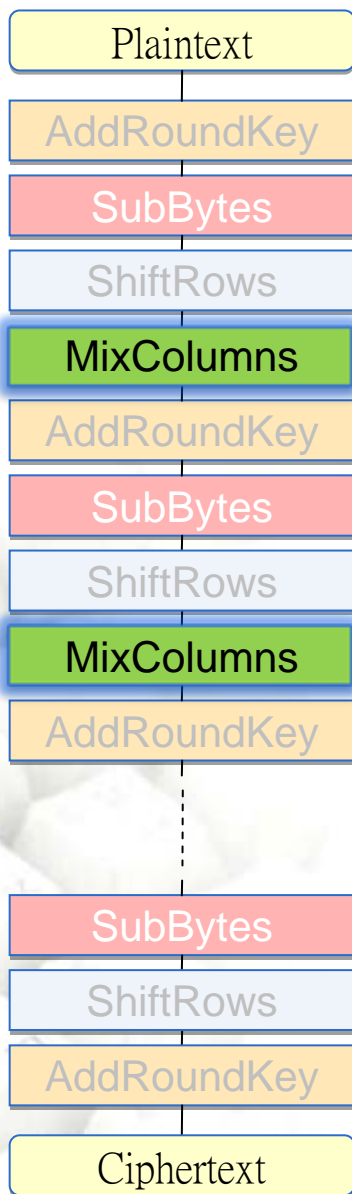 Plaintext
AddRoundKey
SubBytes
ShiftRows
MixColumns
AddRoundKey
SubBytes
ShiftRows
MixColumns
AddRoundKey
SubBytes
ShiftRows
AddRoundKey
Ciphertext